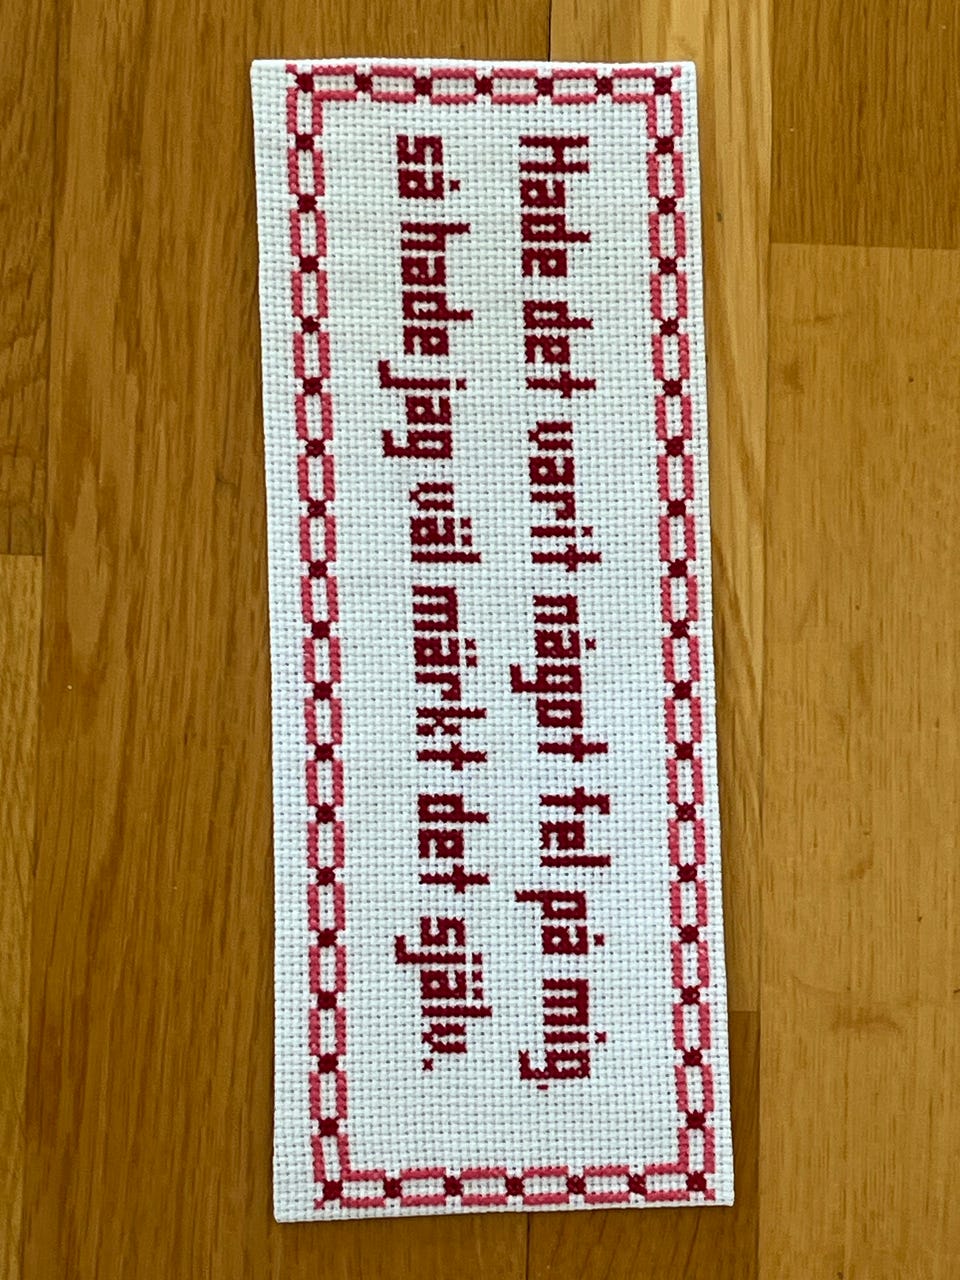 Hade det varit något fel på mig,
så hade jag väl märkt det själv.